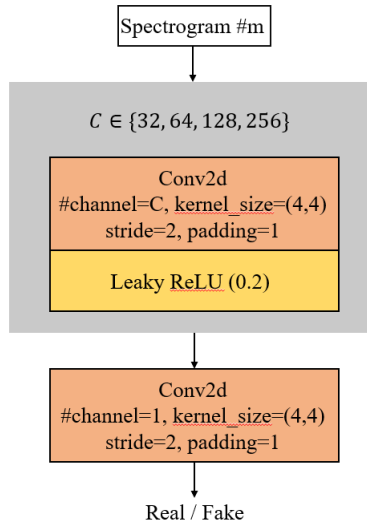 Spectrogram #m
C ∈ {32, 64, 128, 256}
Conv2d
#channel=C, kernel_size=(4,4)
stride=2, padding=1
Leaky ReLU (0.2)
Conv2d
#channel=1, kernel_size=(4,4)
stride=2, padding=1
Real / Fake